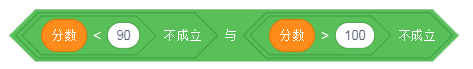 分数 < 90 不成立 与 分数 > 100 不成立